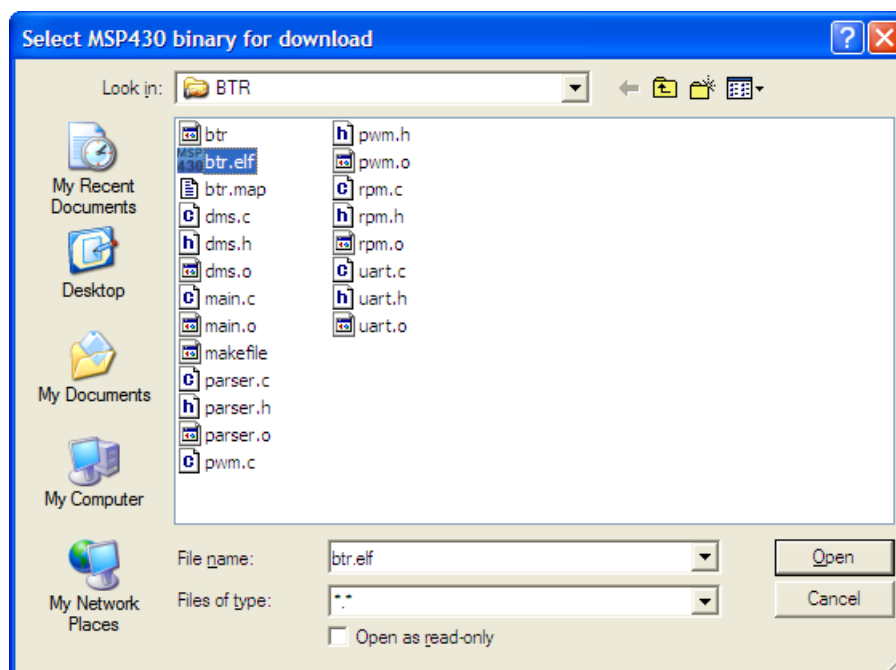 Select MSP430 binary for download
Look in:
BTR
My Recent
Documents
Desktop
My Documents
My Computer
My Network
Places
btr
MSP
430
btr.elf
btr.map
dms.c
dms.h
dms.o
main.c
main.o
makefile
parser.c
parser.h
parser.o
pwm.c
pwm.h
pwm.o
rpm.c
rpm.h
rpm.o
uart.c
uart.h
uart.o
File name:
btr.elf
Open
Files of type:
*.*
Cancel
Open as read-only